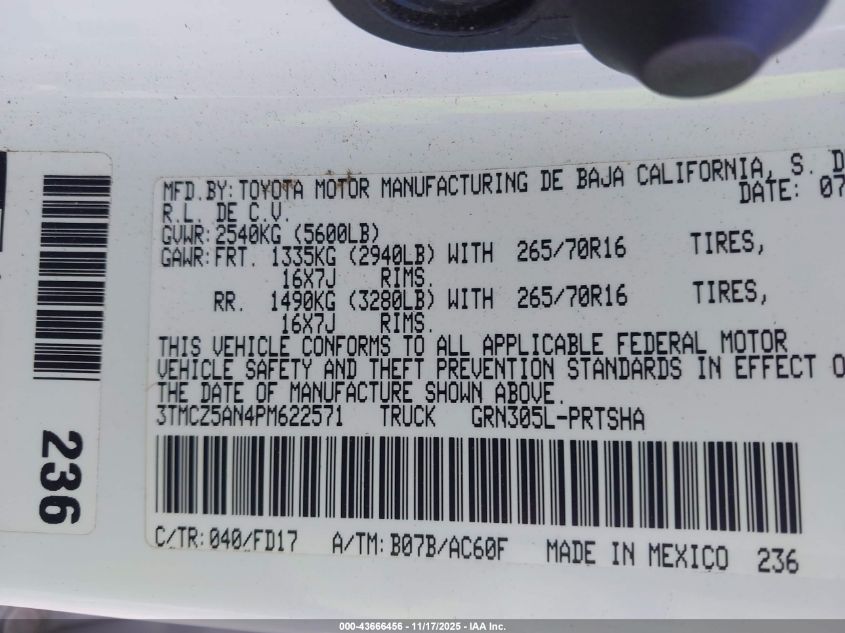 MFD.BY: TOYOTA MOTOR MANUFACTURING DE BAJA CALIFORNIA, S. D
R.L. DE C.V. DATE: 07
GVWR: 2540KG (5600LB)
GAWR: FRT. 1335KG (2940LB) WITH 265/70R16 TIRES,
16X7J RIMS.
RR. 1490KG (3280LB) WITH 265/70R16 TIRES,
16X7J RIMS.
THIS VEHICLE CONFORMS TO ALL APPLICABLE FEDERAL MOTOR
VEHICLE SAFETY AND THEFT PREVENTION STANDARDS IN EFFECT O
THE DATE OF MANUFACTURE SHOWN ABOVE.
3TMCZ5AN4PM622571 TRUCK GRN305L-PRTSHA
C/TR: 040/FD17 A/TM: B07B/AC60F MADE IN MEXICO 236
236
000-43666456 - 11/17/2025 - IAA Inc.